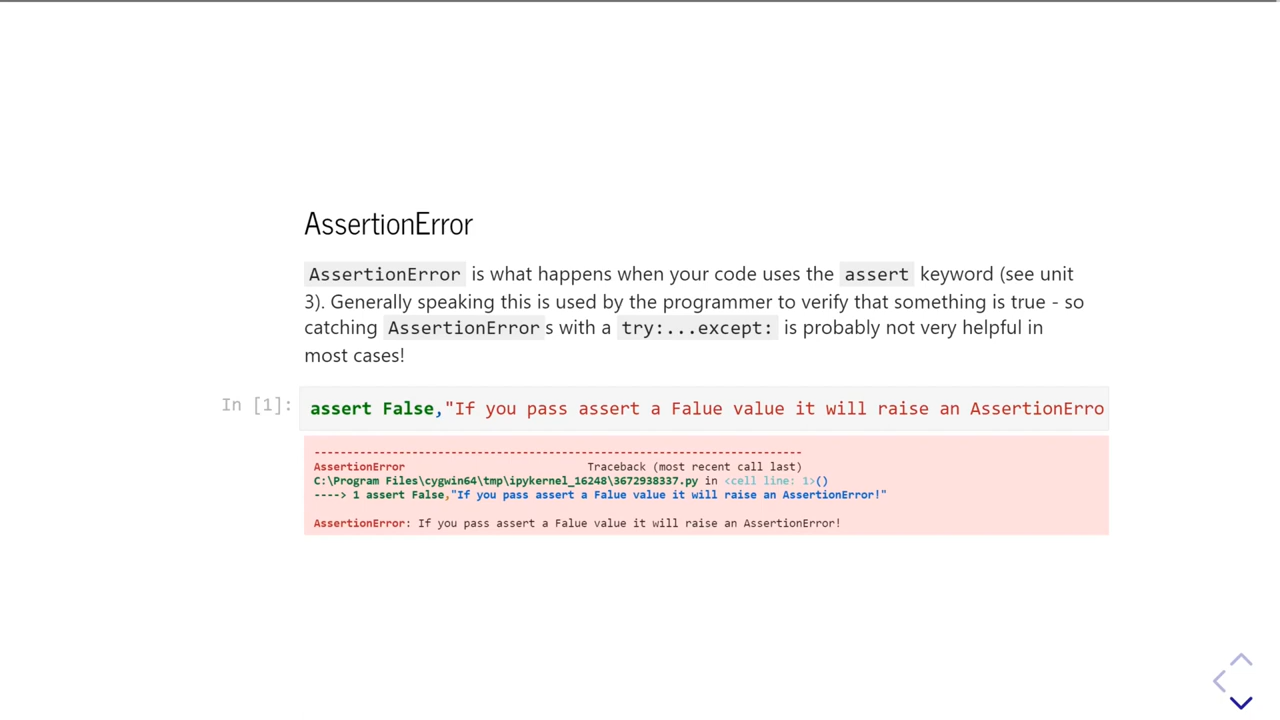 AssertionError
AssertionError is what happens when your code uses the assert keyword (see unit
3). Generally speaking this is used by the programmer to verify that something is true - so
catching AssertionErrors with a try:...except: is probably not very helpful in
most cases!
In [1]: assert False,"If you pass assert a Falue value it will raise an AssertionErro
---------------------------------------------------------------------------
AssertionError                            Traceback (most recent call last)
C:\Program Files\cygwin64\tmp\ipykernel_16248\3672938337.py in <cell line: 1>()
----> 1 assert False,"If you pass assert a Falue value it will raise an AssertionError!"
AssertionError: If you pass assert a Falue value it will raise an AssertionError!